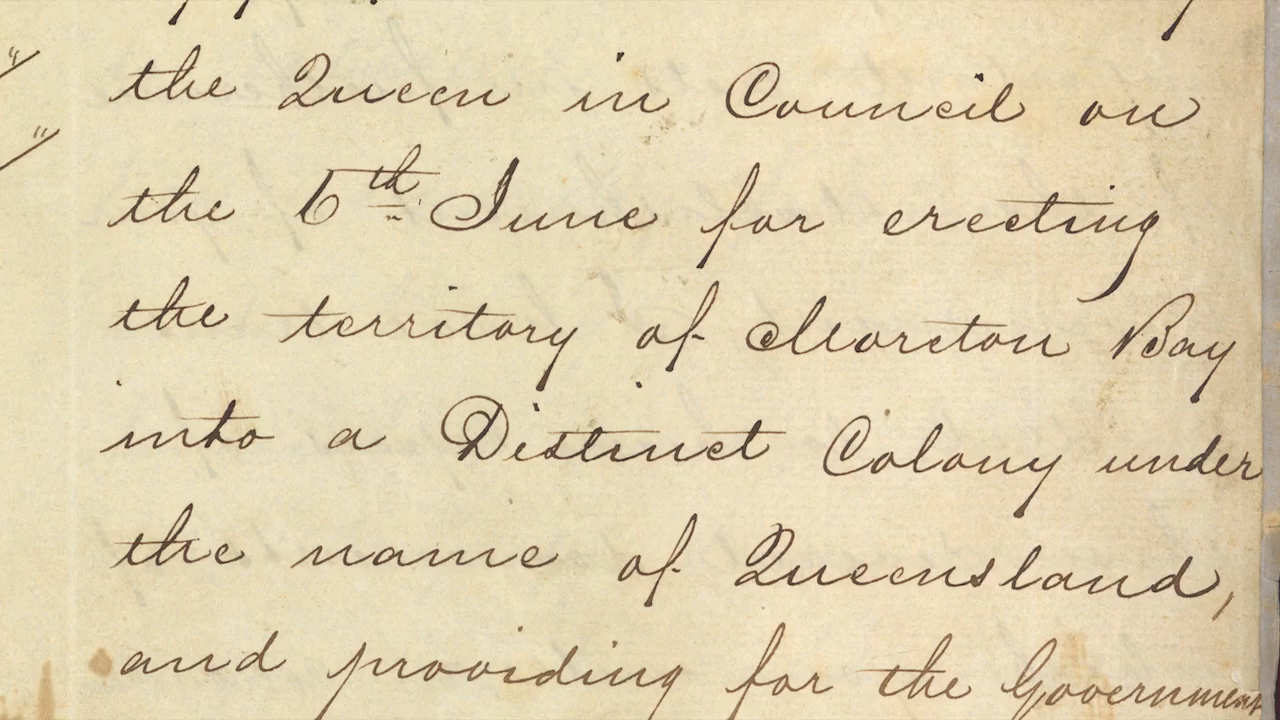 the Queen in Council on
the 6th June for erecting
the territory of Moreton Bay
into a Distinct Colony under
the name of Queensland,
and providing for the Government